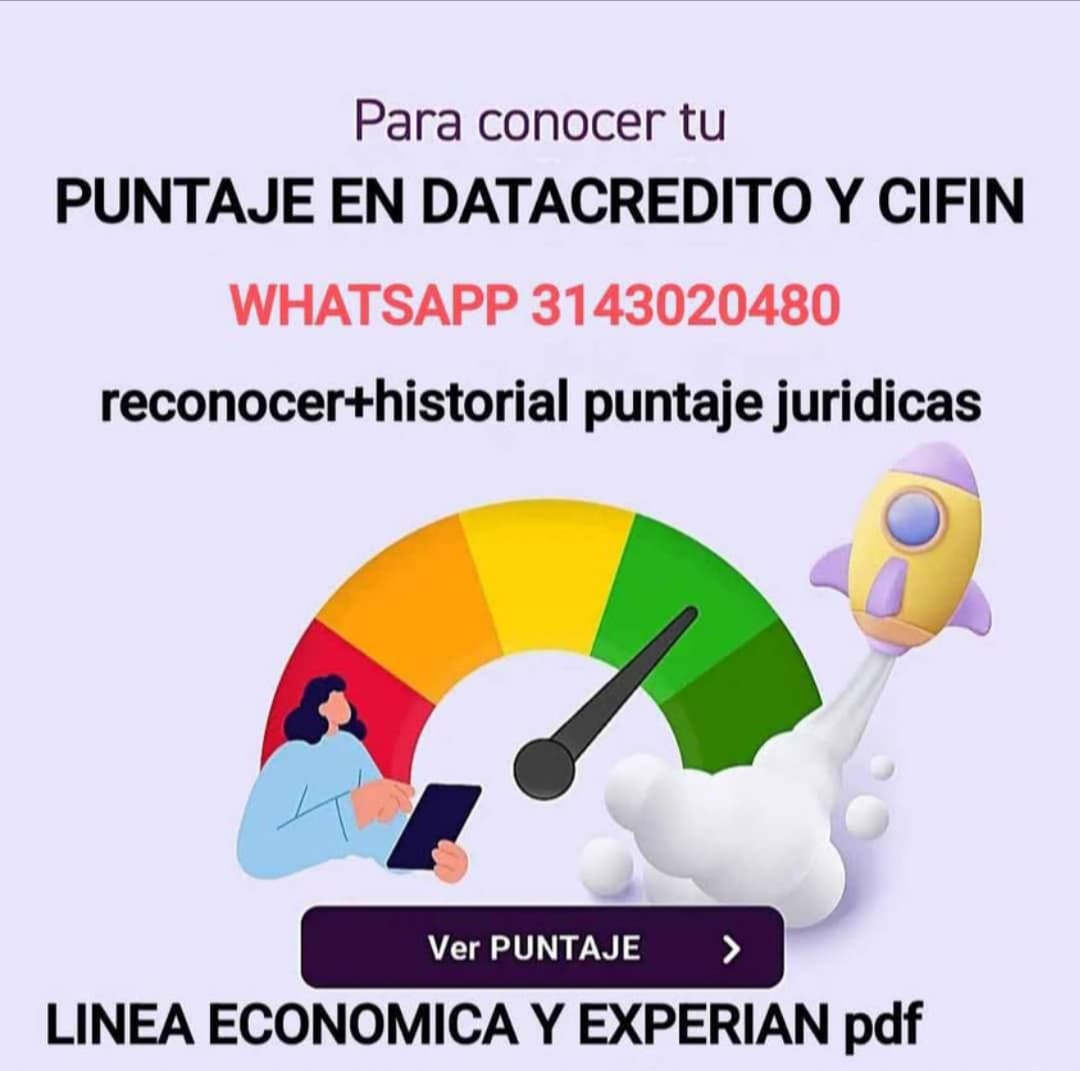 Para conocer tu
PUNTAJE EN DATACREDITO Y CIFIN
WHATSAPP 3143020480
reconocer+historial puntaje juridicas
Ver PUNTAJE
LINEA ECONOMICA Y EXPERIAN pdf